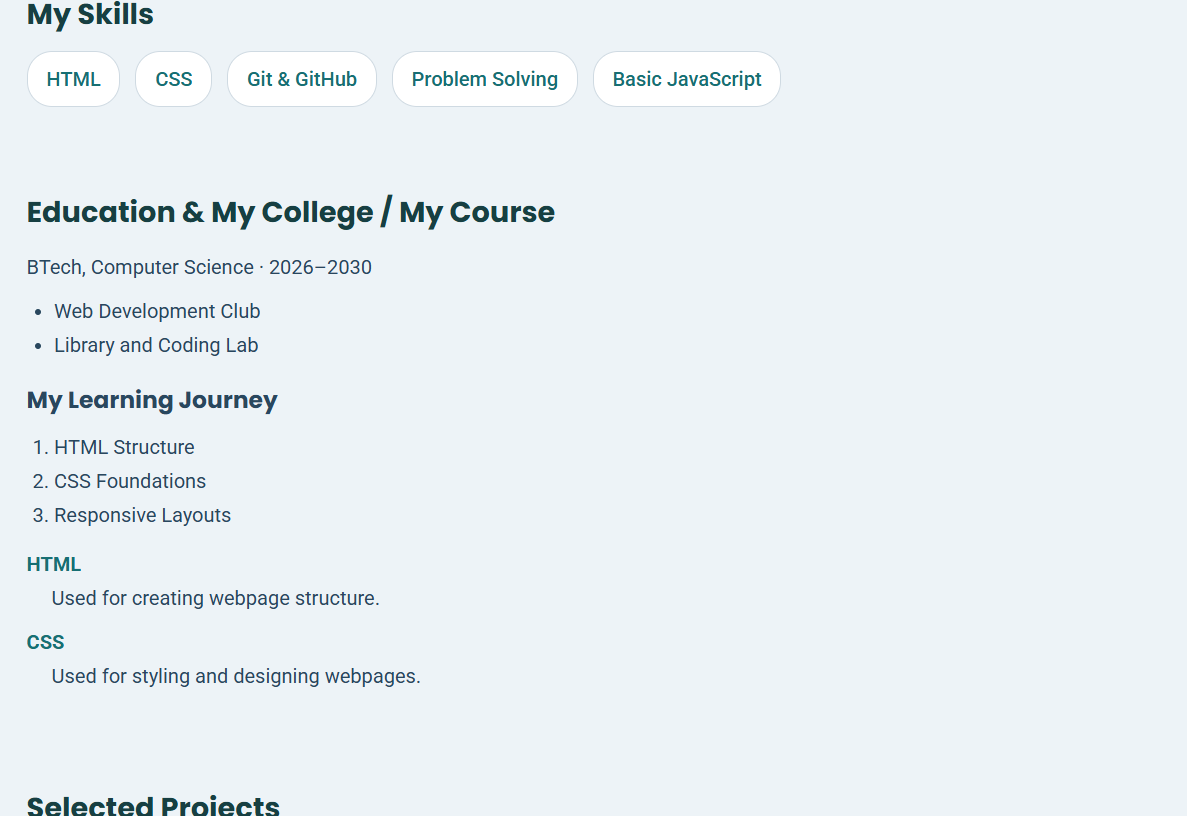 My Skills
HTML CSS Git & GitHub Problem Solving Basic JavaScript
Education & My College / My Course
BTech, Computer Science · 2026–2030
• Web Development Club
• Library and Coding Lab
My Learning Journey
1. HTML Structure
2. CSS Foundations
3. Responsive Layouts
HTML
Used for creating webpage structure.
CSS
Used for styling and designing webpages.
Selected Projects